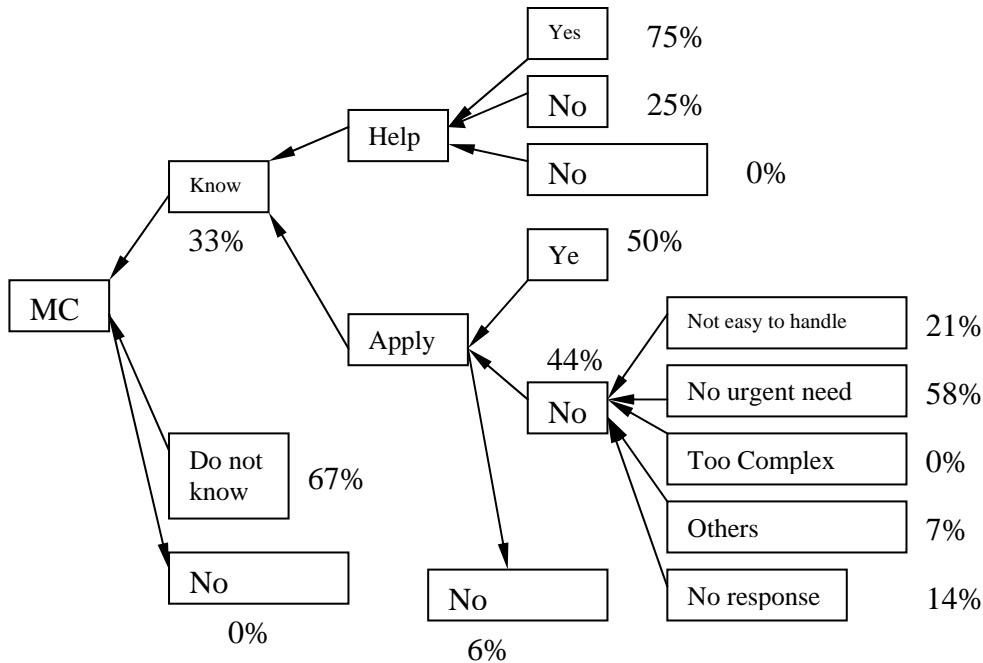 Yes 75%
No 25%
Help
No 0%
Know
33%
50%
Ye
MC
Not easy to handle 21%
Apply
44%
No urgent need 58%
No
Do not
know
67%
Too Complex 0%
Others 7%
No
0%
No
6%
No response 14%